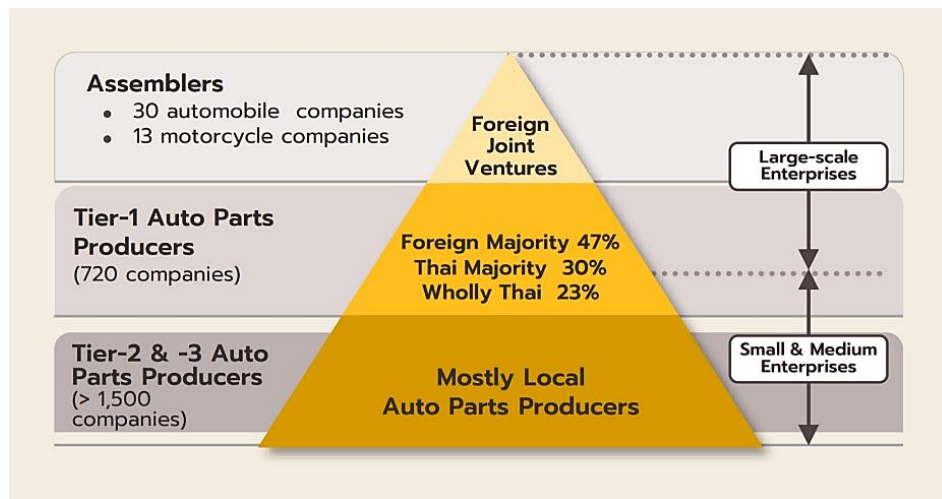 Assemblers
• 30 automobile companies
• 13 motorcycle companies
Foreign
Joint
Ventures
Large-scale
Enterprises
Tier-1 Auto Parts
Producers
(720 companies)
Foreign Majority 47%
Thai Majority 30%
Wholly Thai 23%
Tier-2 & -3 Auto
Parts Producers
(> 1,500
companies)
Mostly Local
Auto Parts Producers
Small & Medium
Enterprises